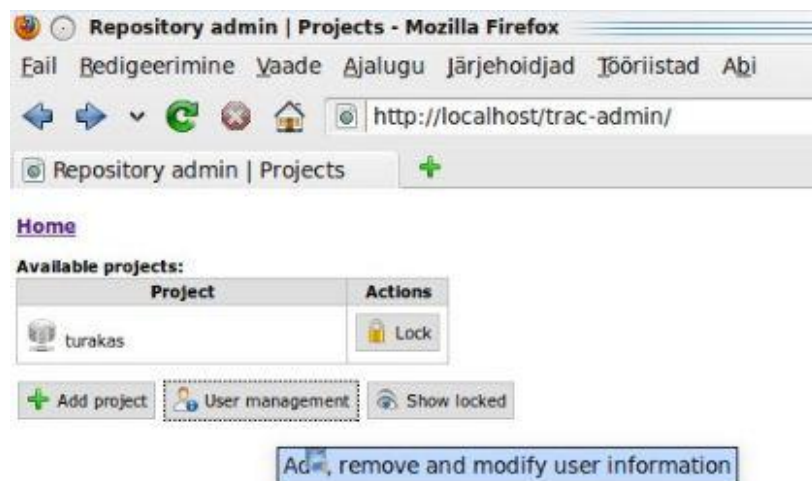 Repository admin | Projects - Mozilla Firefox
Fail Redigeerimine Vaade Ajalugu Järjehoidjad Tööriistad Abi
http://localhost/trac-admin/
Repository admin | Projects
Home
Available projects:
Project Actions
turakas Lock
Add project User management Show locked
remove and modify user information